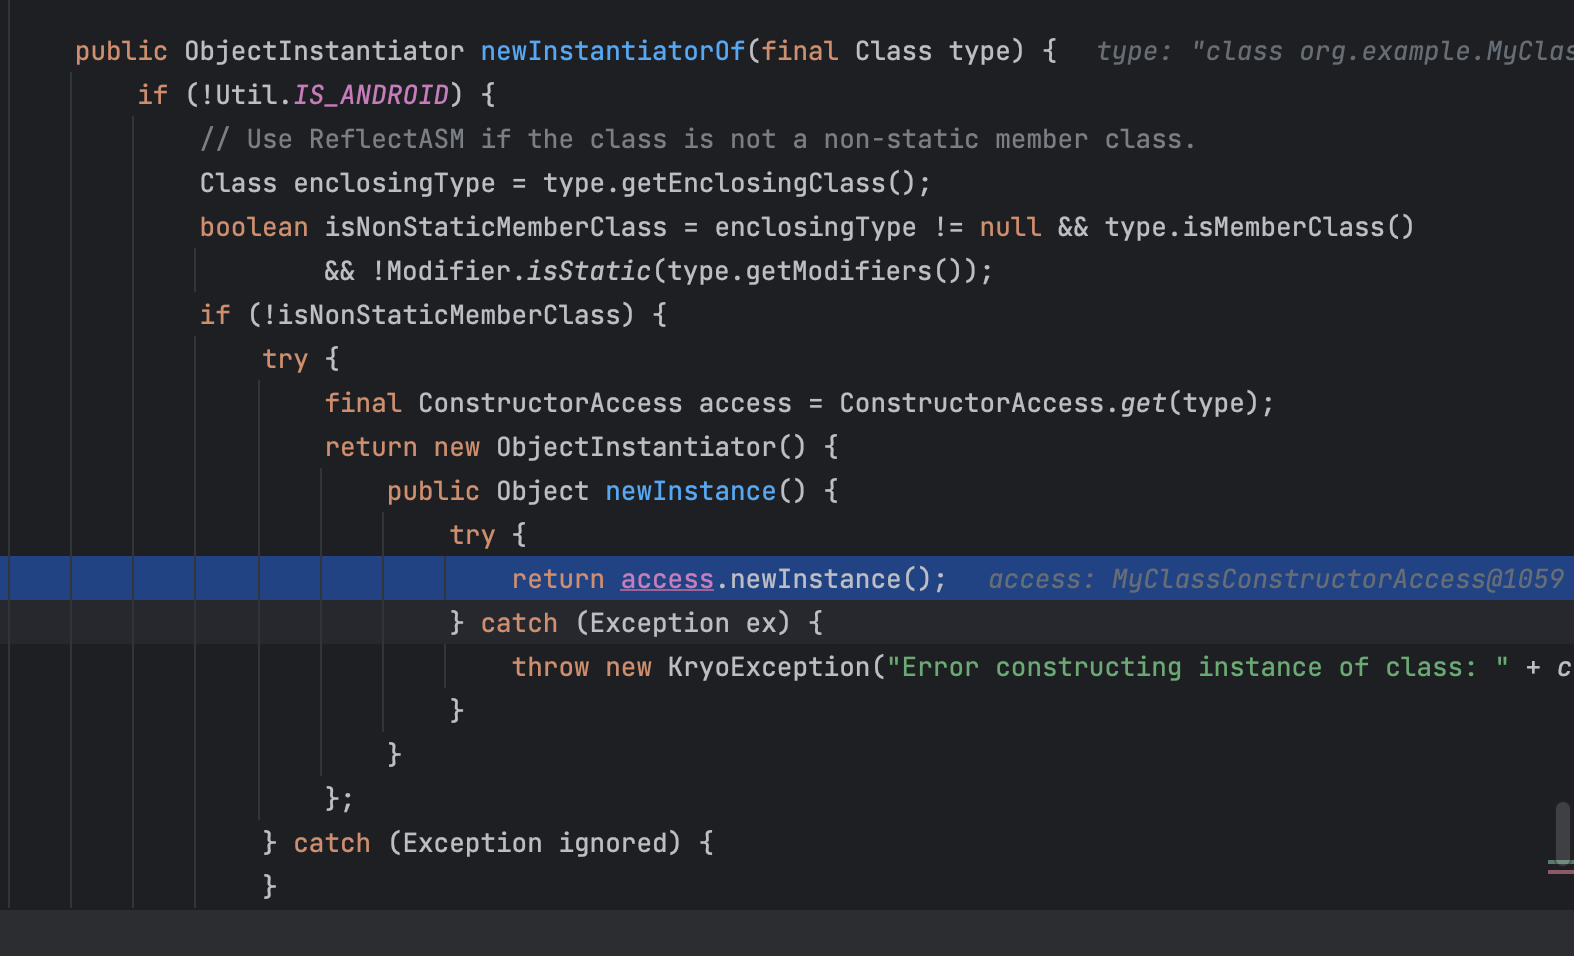 public ObjectInstantiator newInstantiatorOf(final Class type) { type: "class org.example.MyClas
if (!Util.IS_ANDROID) {
// Use ReflectASM if the class is not a non-static member class.
Class enclosingType = type.getEnclosingClass();
boolean isNonStaticMemberClass = enclosingType != null && type.isMemberClass()
&& !Modifier.isStatic(type.getModifiers());
if (!isNonStaticMemberClass) {
try {
final ConstructorAccess access = ConstructorAccess.get(type);
return new ObjectInstantiator() {
public Object newInstance() {
try {
return access.newInstance(); access: MyClassConstructorAccess@1059
} catch (Exception ex) {
throw new KryoException("Error constructing instance of class: " + c
}
}
};
} catch (Exception ignored) {
}